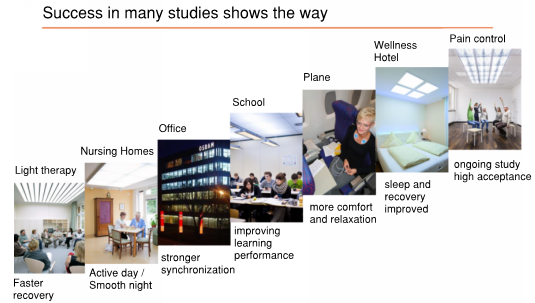 Success in many studies shows the way
Light therapy
Faster
recovery
Nursing Homes
Active day /
Smooth night
Office
OSRAM
stronger
synchronization
School
improving
learning
performance
Plane
more comfort
and relaxation
Wellness
Hotel
sleep and
recovery
improved
Pain control
ongoing study
high acceptance